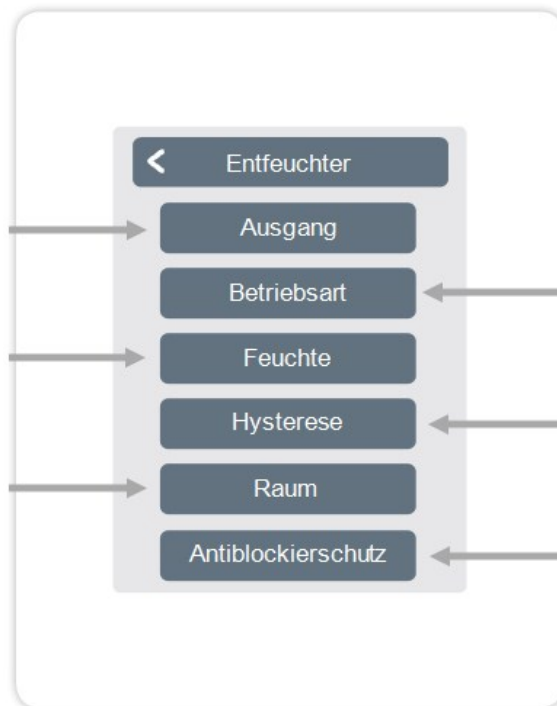 Entfeuchter
Ausgang
Betriebsart
Feuchte
Hysterese
Raum
Antiblockierschutz